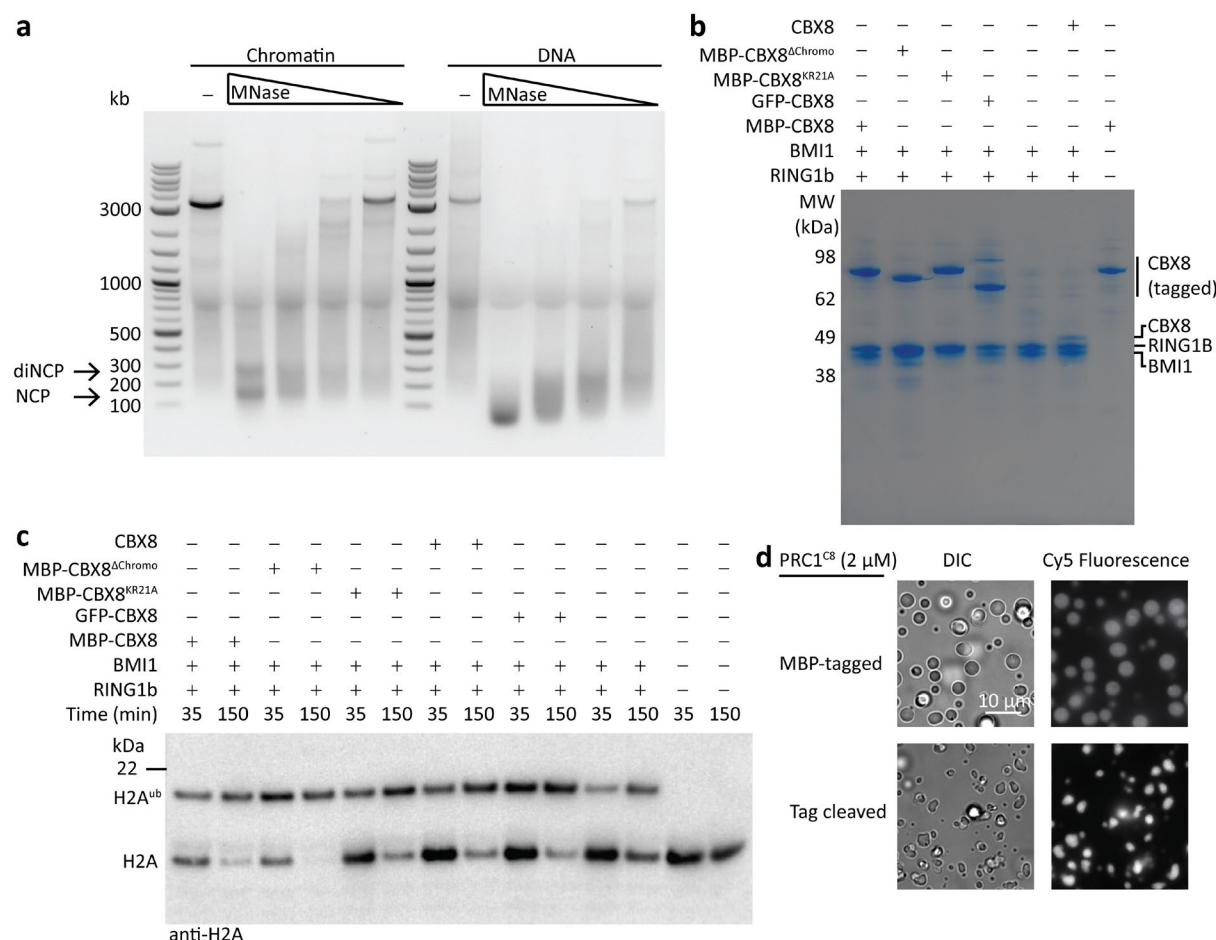 a
Chromatin DNA
kb – MNase – MNase
3000
1000
500
300
200
100
diNCP
NCP
b
CBX8 – – – – – + –
MBP-CBX8ΔChromo – + – – – – –
MBP-CBX8KR21A – – + – – – –
GFP-CBX8 – – – + – – –
MBP-CBX8 + – – – – – +
BMI1 + + + + + + –
RING1b + + + + + + –
MW
(kDa)
98
62
49
38
CBX8
(tagged)
CBX8
RING1B
BMI1
c
CBX8 – – – – – – + + – – – – – –
MBP-CBX8ΔChromo – – + + – – – – – – – – – –
MBP-CBX8KR21A – – – – + + – – – – – – – –
GFP-CBX8 – – – – – – – – + + – – – –
MBP-CBX8 + + – – – – – – – – – – – –
BMI1 + + + + + + + + + + + + – –
RING1b + + + + + + + + + + + + – –
Time (min) 35 150 35 150 35 150 35 150 35 150 35 150 35 150
kDa
22
H2Aub
H2A
anti-H2A
d
PRC1C8 (2 μM) DIC Cy5 Fluorescence
MBP-tagged
10 μm
Tag cleaved